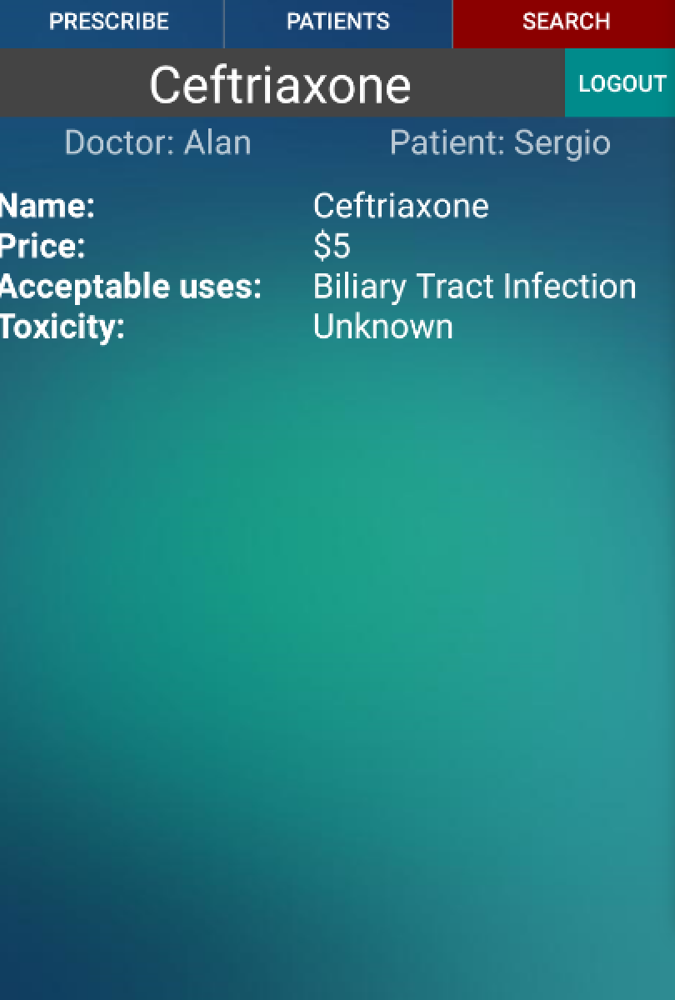 PRESCRIBE PATIENTS SEARCH
Ceftriaxone LOGOUT
Doctor: Alan Patient: Sergio
Name: Ceftriaxone
Price: $5
Acceptable uses: Biliary Tract Infection
Toxicity: Unknown